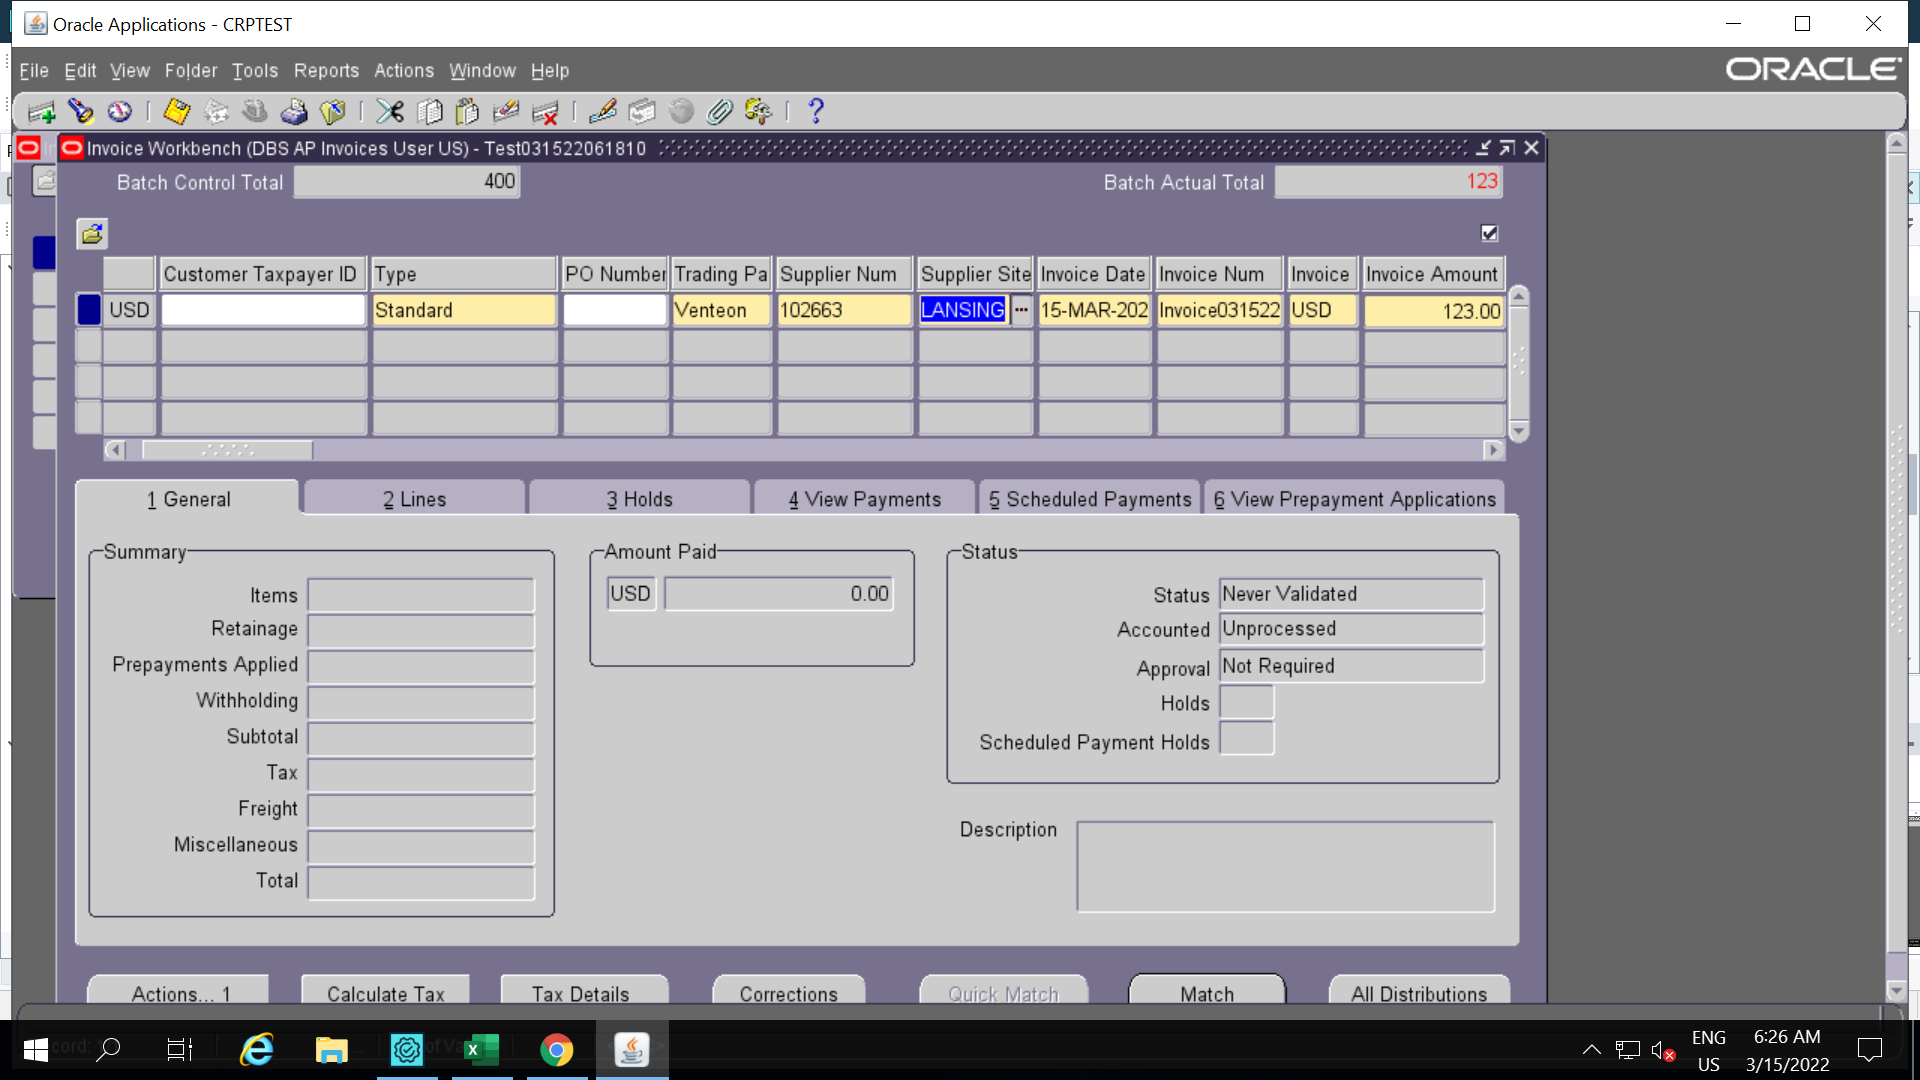 Oracle Applications - CRPTEST
File Edit View Folder Tools Reports Actions Window Help
ORACLE
Invoice Workbench (DBS AP Invoices User US) - Test031522061810
Batch Control Total 400 Batch Actual Total 123
Customer Taxpayer ID Type PO Number Trading Pa Supplier Num Supplier Site Invoice Date Invoice Num Invoice Invoice Amount
USD Standard Venteon 102663 LANSING ... 15-MAR-202 Invoice031522 USD 123.00
1 General 2 Lines 3 Holds 4 View Payments 5 Scheduled Payments 6 View Prepayment Applications
Summary Amount Paid Status
Items USD 0.00 Status Never Validated
Retainage Accounted Unprocessed
Prepayments Applied Approval Not Required
Withholding Holds
Subtotal Scheduled Payment Holds
Tax
Freight
Miscellaneous Description
Total
Actions... 1 Calculate Tax Tax Details Corrections Quick Match Match All Distributions
ENG 6:26 AM
US 3/15/2022